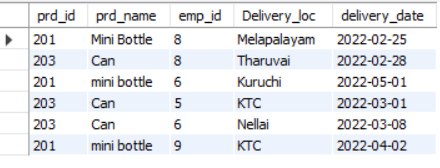 prd_id prd_name emp_id Delivery_loc delivery_date
201 Mini Bottle 8 Melapalayam 2022-02-25
203 Can 8 Tharuvai 2022-02-28
201 mini bottle 6 Kuruchi 2022-05-01
203 Can 5 KTC 2022-03-01
203 Can 6 Nellai 2022-03-08
201 mini bottle 9 KTC 2022-04-02